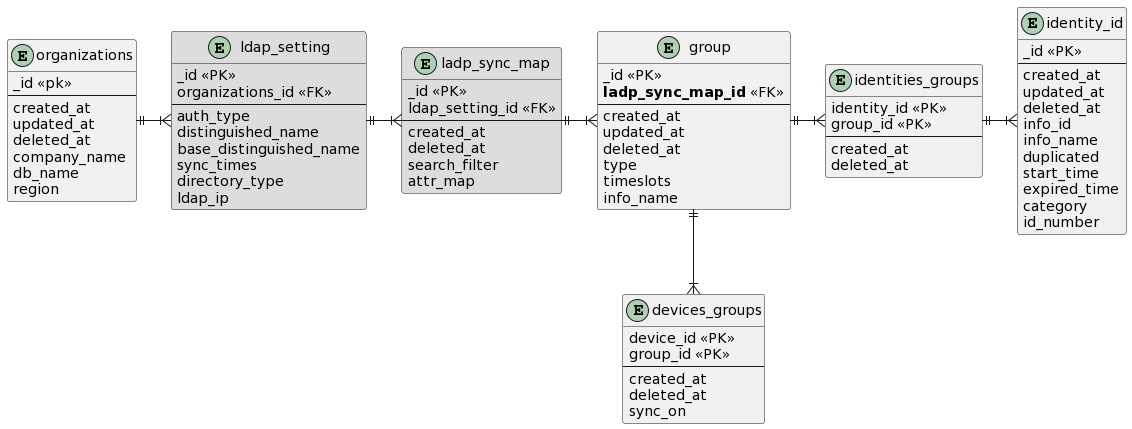 E organizations
_id «pk»
created_at
updated_at
deleted_at
company_name
db_name
region
E ldap_setting
_id «PK»
organizations_id «FK»
auth_type
distinguished_name
base_distinguished_name
sync_times
directory_type
ldap_ip
E ladp_sync_map
_id «PK»
ldap_setting_id «FK»
created_at
deleted_at
search_filter
attr_map
E group
_id «PK»
ladp_sync_map_id «FK»
created_at
updated_at
deleted_at
type
timeslots
info_name
E identities_groups
identity_id «PK»
group_id «PK»
created_at
deleted_at
E identity_id
_id «PK»
created_at
updated_at
deleted_at
info_id
info_name
duplicated
start_time
expired_time
category
id_number
E devices_groups
device_id «PK»
group_id «PK»
created_at
deleted_at
sync_on